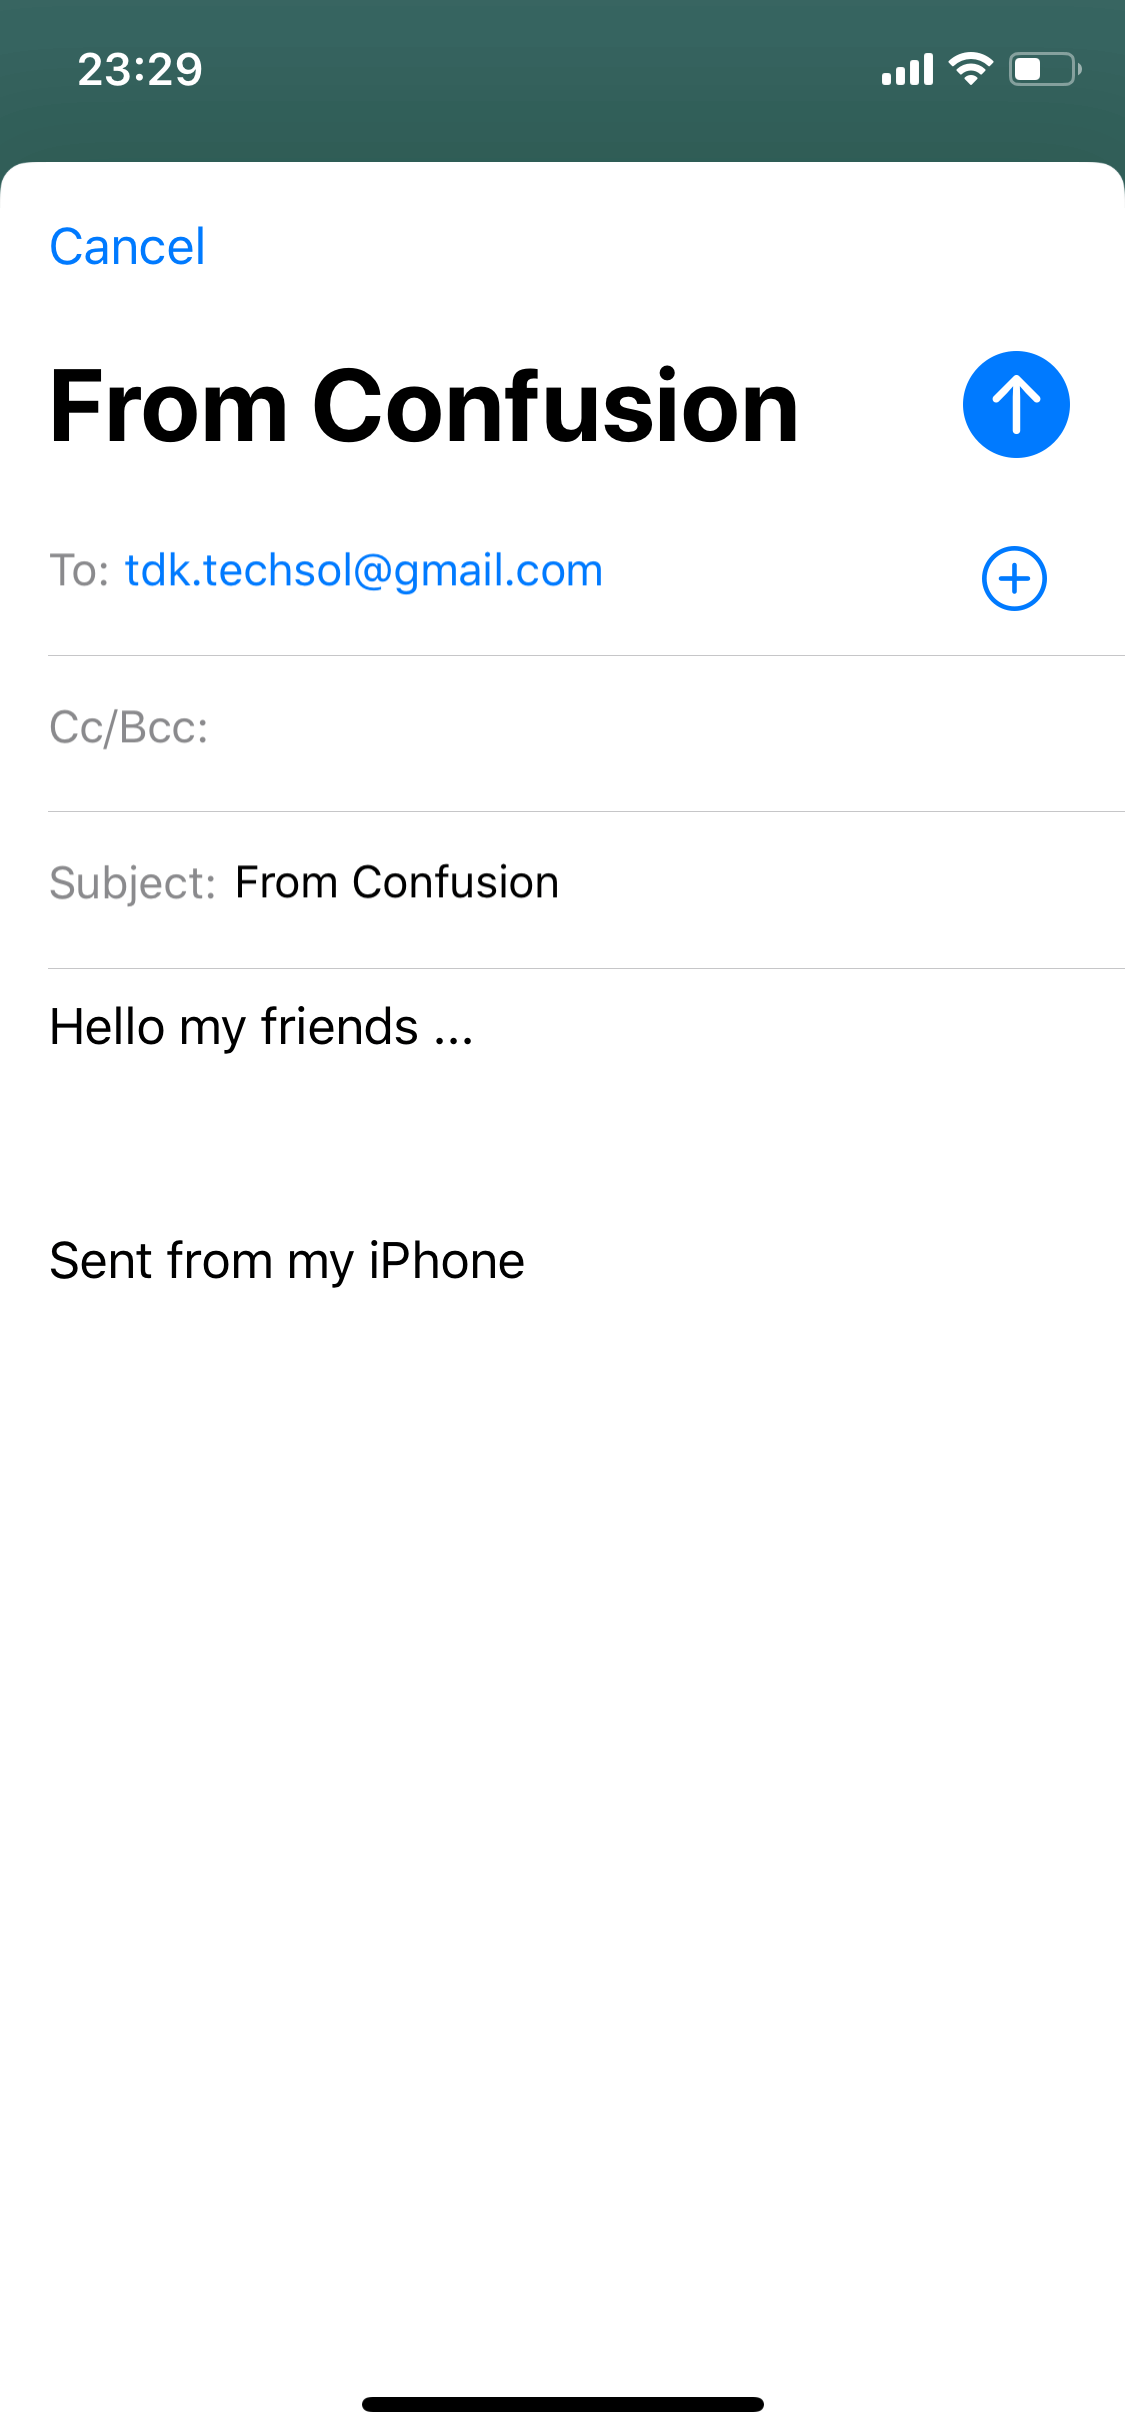 23:29
Cancel
From Confusion
To: tdk.techsol@gmail.com
Cc/Bcc:
Subject: From Confusion
Hello my friends ...
Sent from my iPhone